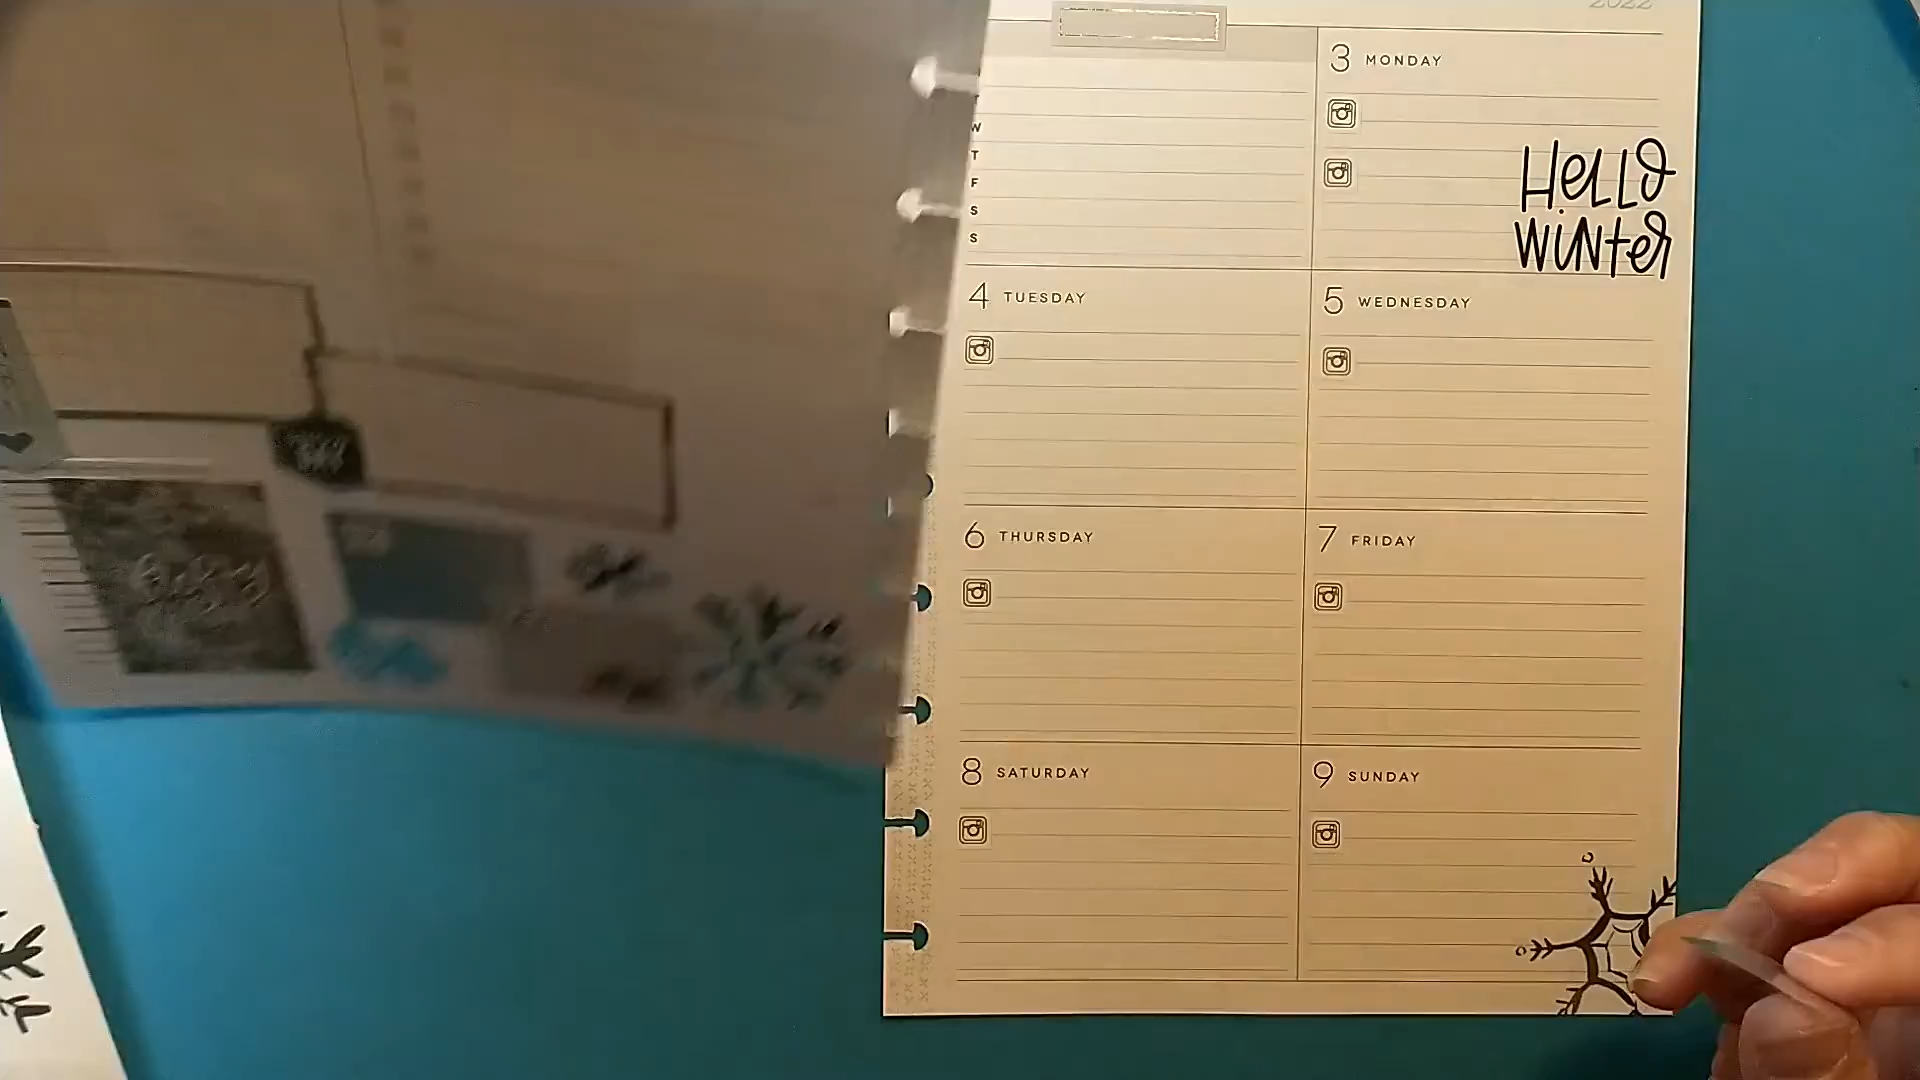 2022
3 MONDAY
HELLO
WINTER
W
T
F
S
S
4 TUESDAY
5 WEDNESDAY
6 THURSDAY
7 FRIDAY
8 SATURDAY
9 SUNDAY